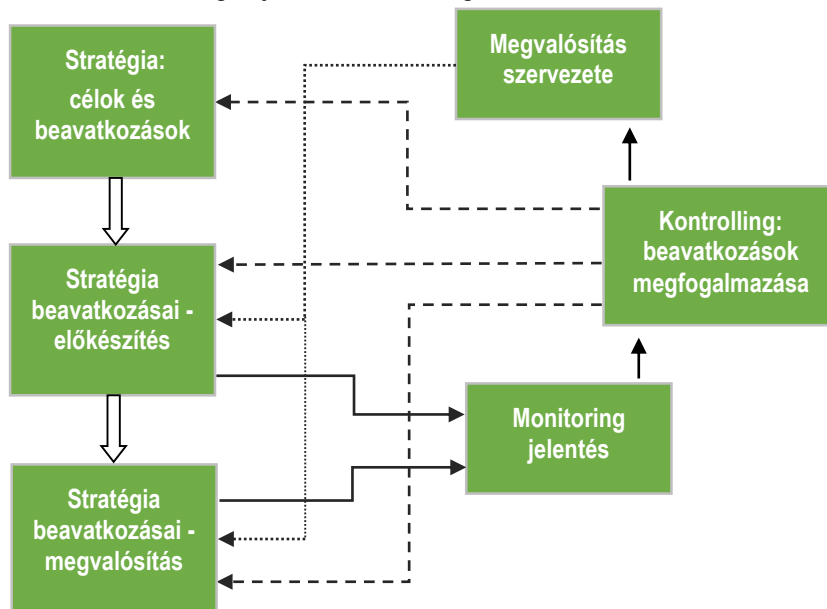 Stratégia:
célok és
beavatkozások
Megvalósítás
szervezete
Kontrolling:
beavatkozások
megfogalmazása
Stratégia
beavatkozásai -
előkészítés
Monitoring
jelentés
Stratégia
beavatkozásai -
megvalósítás